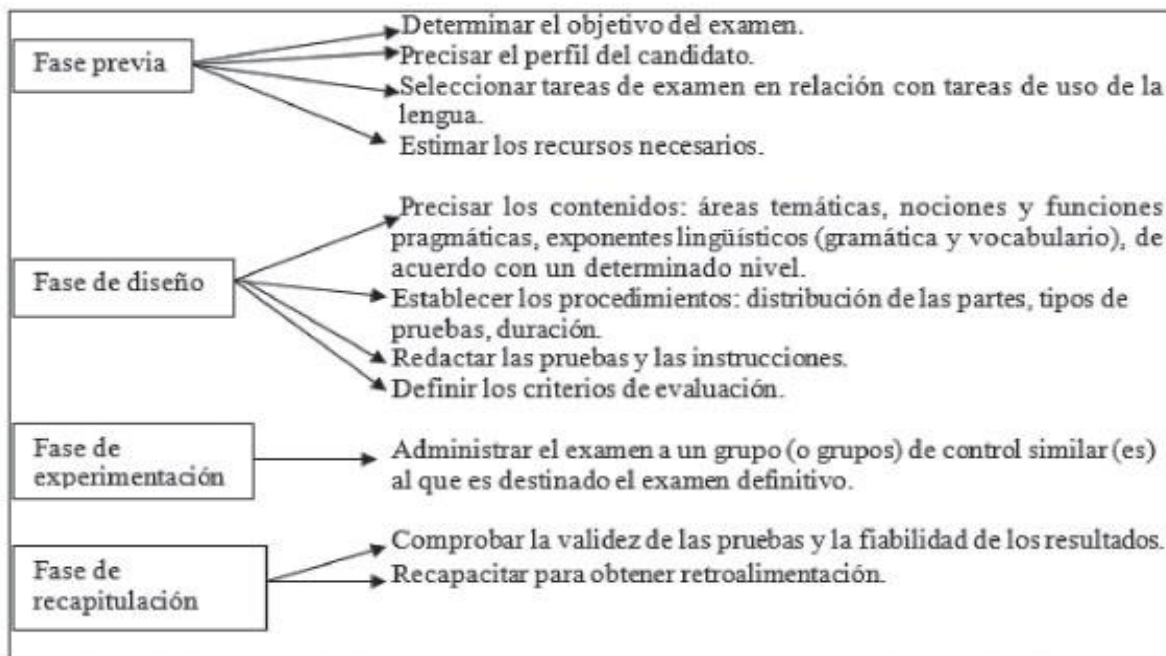 Fase previa
Determinar el objetivo del examen.
Precisar el perfil del candidato.
Seleccionar tareas de examen en relación con tareas de uso de la
lengua.
Estimar los recursos necesarios.
Fase de diseño
Precisar los contenidos: áreas temáticas, nociones y funciones
pragmáticas, exponentes lingüísticos (gramática y vocabulario), de
acuerdo con un determinado nivel.
Establecer los procedimientos: distribución de las partes, tipos de
pruebas, duración.
Redactar las pruebas y las instrucciones.
Definir los criterios de evaluación.
Fase de
experimentación
Administrar el examen a un grupo (o grupos) de control similar (es)
al que es destinado el examen definitivo.
Fase de
recapitulación
Comprobar la validez de las pruebas y la fiabilidad de los resultados.
Recapacitar para obtener retroalimentación.